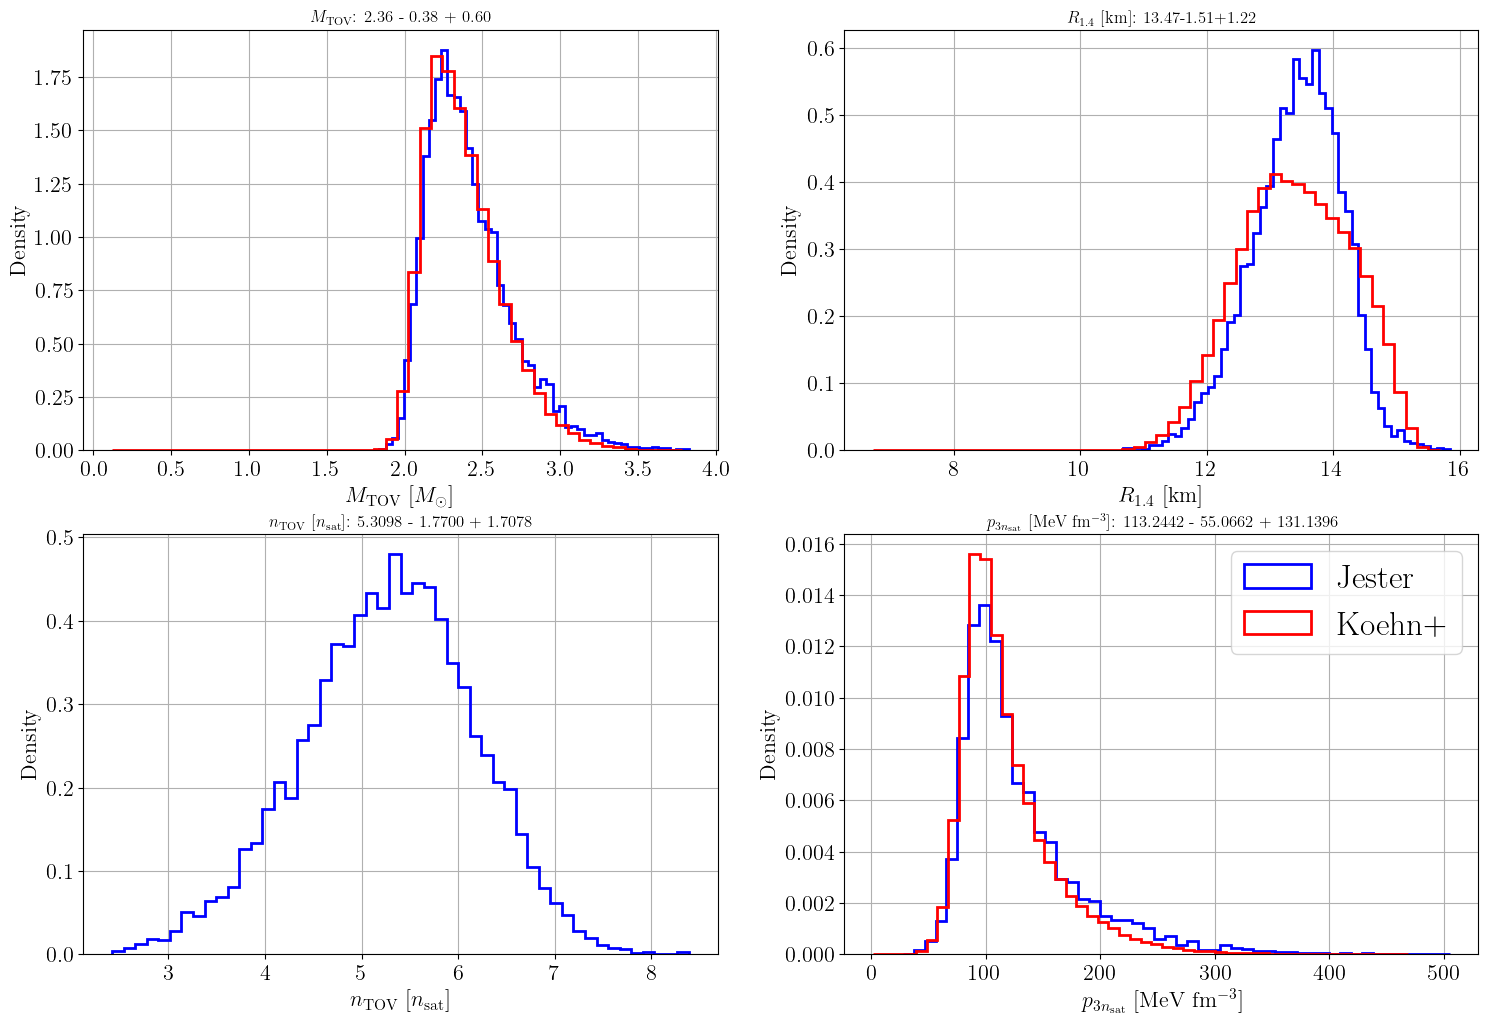 M_TOV: 2.36 - 0.38 + 0.60
1.75
1.50
1.25
1.00
0.75
0.50
0.25
0.00
Density
0.0 0.5 1.0 1.5 2.0 2.5 3.0 3.5 4.0
M_TOV [M_⊙]
R_1.4 [km]: 13.47-1.51+1.22
0.6
0.5
0.4
0.3
0.2
0.1
0.0
Density
8 10 12 14 16
R_1.4 [km]
n_TOV [n_sat]: 5.3098 - 1.7700 + 1.7078
0.5
0.4
0.3
0.2
0.1
0.0
Density
3 4 5 6 7 8
n_TOV [n_sat]
p_3n_sat [MeV fm⁻³]: 113.2442 - 55.0662 + 131.1396
0.016
0.014
0.012
0.010
0.008
0.006
0.004
0.002
0.000
Density
Jester
Koehn+
0 100 200 300 400 500
p_3n_sat [MeV fm⁻³]